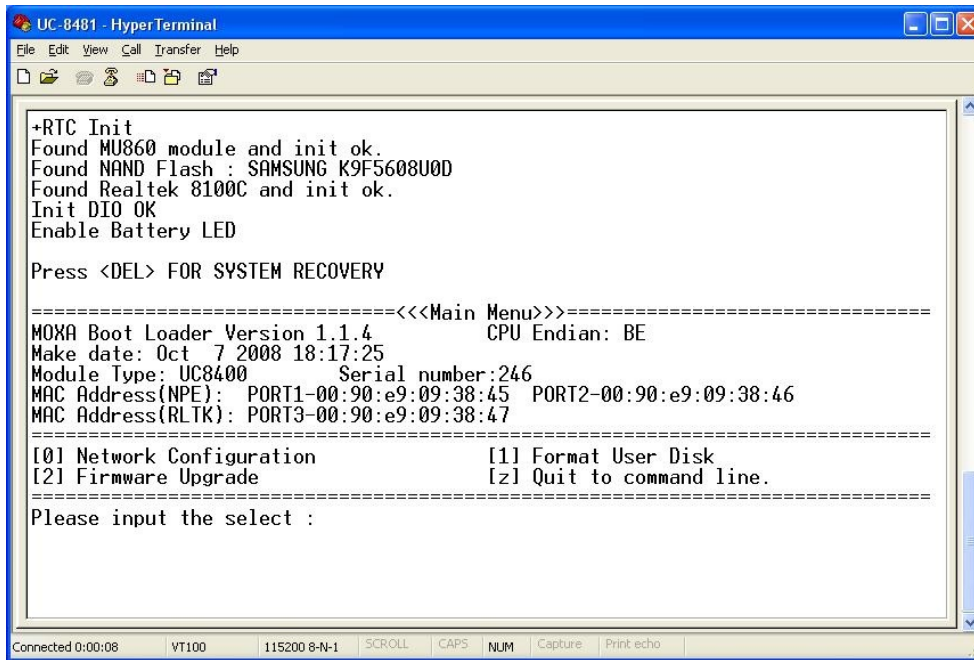 UC-8481 - HyperTerminal
File Edit View Call Transfer Help
+RTC Init
Found MU860 module and init ok.
Found NAND Flash : SAMSUNG K9F5608U0D
Found Realtek 8100C and init ok.
Init DIO OK
Enable Battery LED
Press <DEL> FOR SYSTEM RECOVERY
================================<<<Main Menu>>>================================
MOXA Boot Loader Version 1.1.4 CPU Endian: BE
Make date: Oct  7 2008 18:17:25
Module Type: UC8400 Serial number:246
MAC Address(NPE): PORT1-00:90:e9:09:38:45 PORT2-00:90:e9:09:38:46
MAC Address(RLTK): PORT3-00:90:e9:09:38:47
===============================================================================
[0] Network Configuration [1] Format User Disk
[2] Firmware Upgrade [z] Quit to command line.
===============================================================================
Please input the select :
Connected 0:00:08 VT100 115200 8-N-1 SCROLL CAPS NUM Capture Print echo